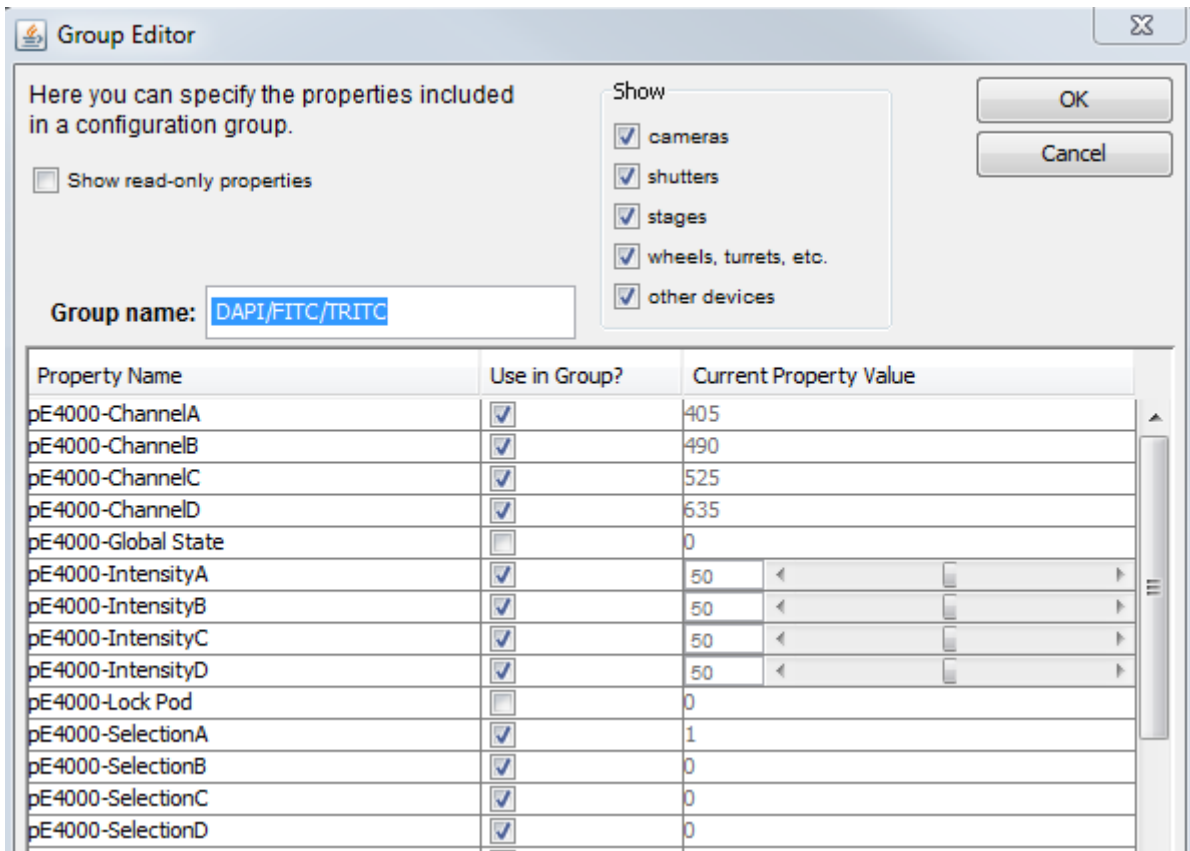 Group Editor
Here you can specify the properties included
in a configuration group.
Show read-only properties
Show
cameras
shutters
stages
wheels, turrets, etc.
other devices
OK
Cancel
Group name: DAPI/FITC/TRITC
Property Name Use in Group? Current Property Value
pE4000-ChannelA 405
pE4000-ChannelB 490
pE4000-ChannelC 525
pE4000-ChannelD 635
pE4000-Global State 0
pE4000-IntensityA 50
pE4000-IntensityB 50
pE4000-IntensityC 50
pE4000-IntensityD 50
pE4000-Lock Pod 0
pE4000-SelectionA 1
pE4000-SelectionB 0
pE4000-SelectionC 0
pE4000-SelectionD 0